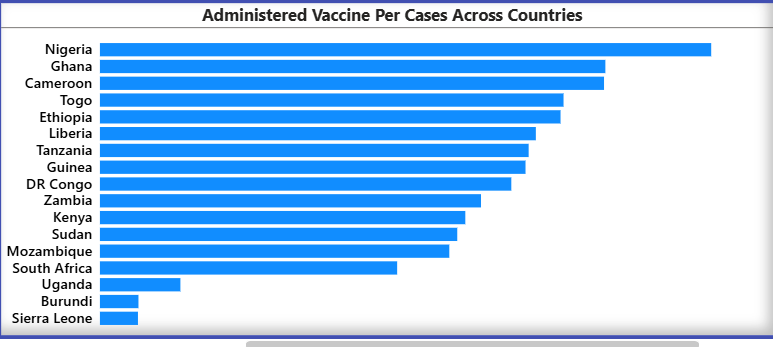 Administered Vaccine Per Cases Across Countries
Nigeria
Ghana
Cameroon
Togo
Ethiopia
Liberia
Tanzania
Guinea
DR Congo
Zambia
Kenya
Sudan
Mozambique
South Africa
Uganda
Burundi
Sierra Leone